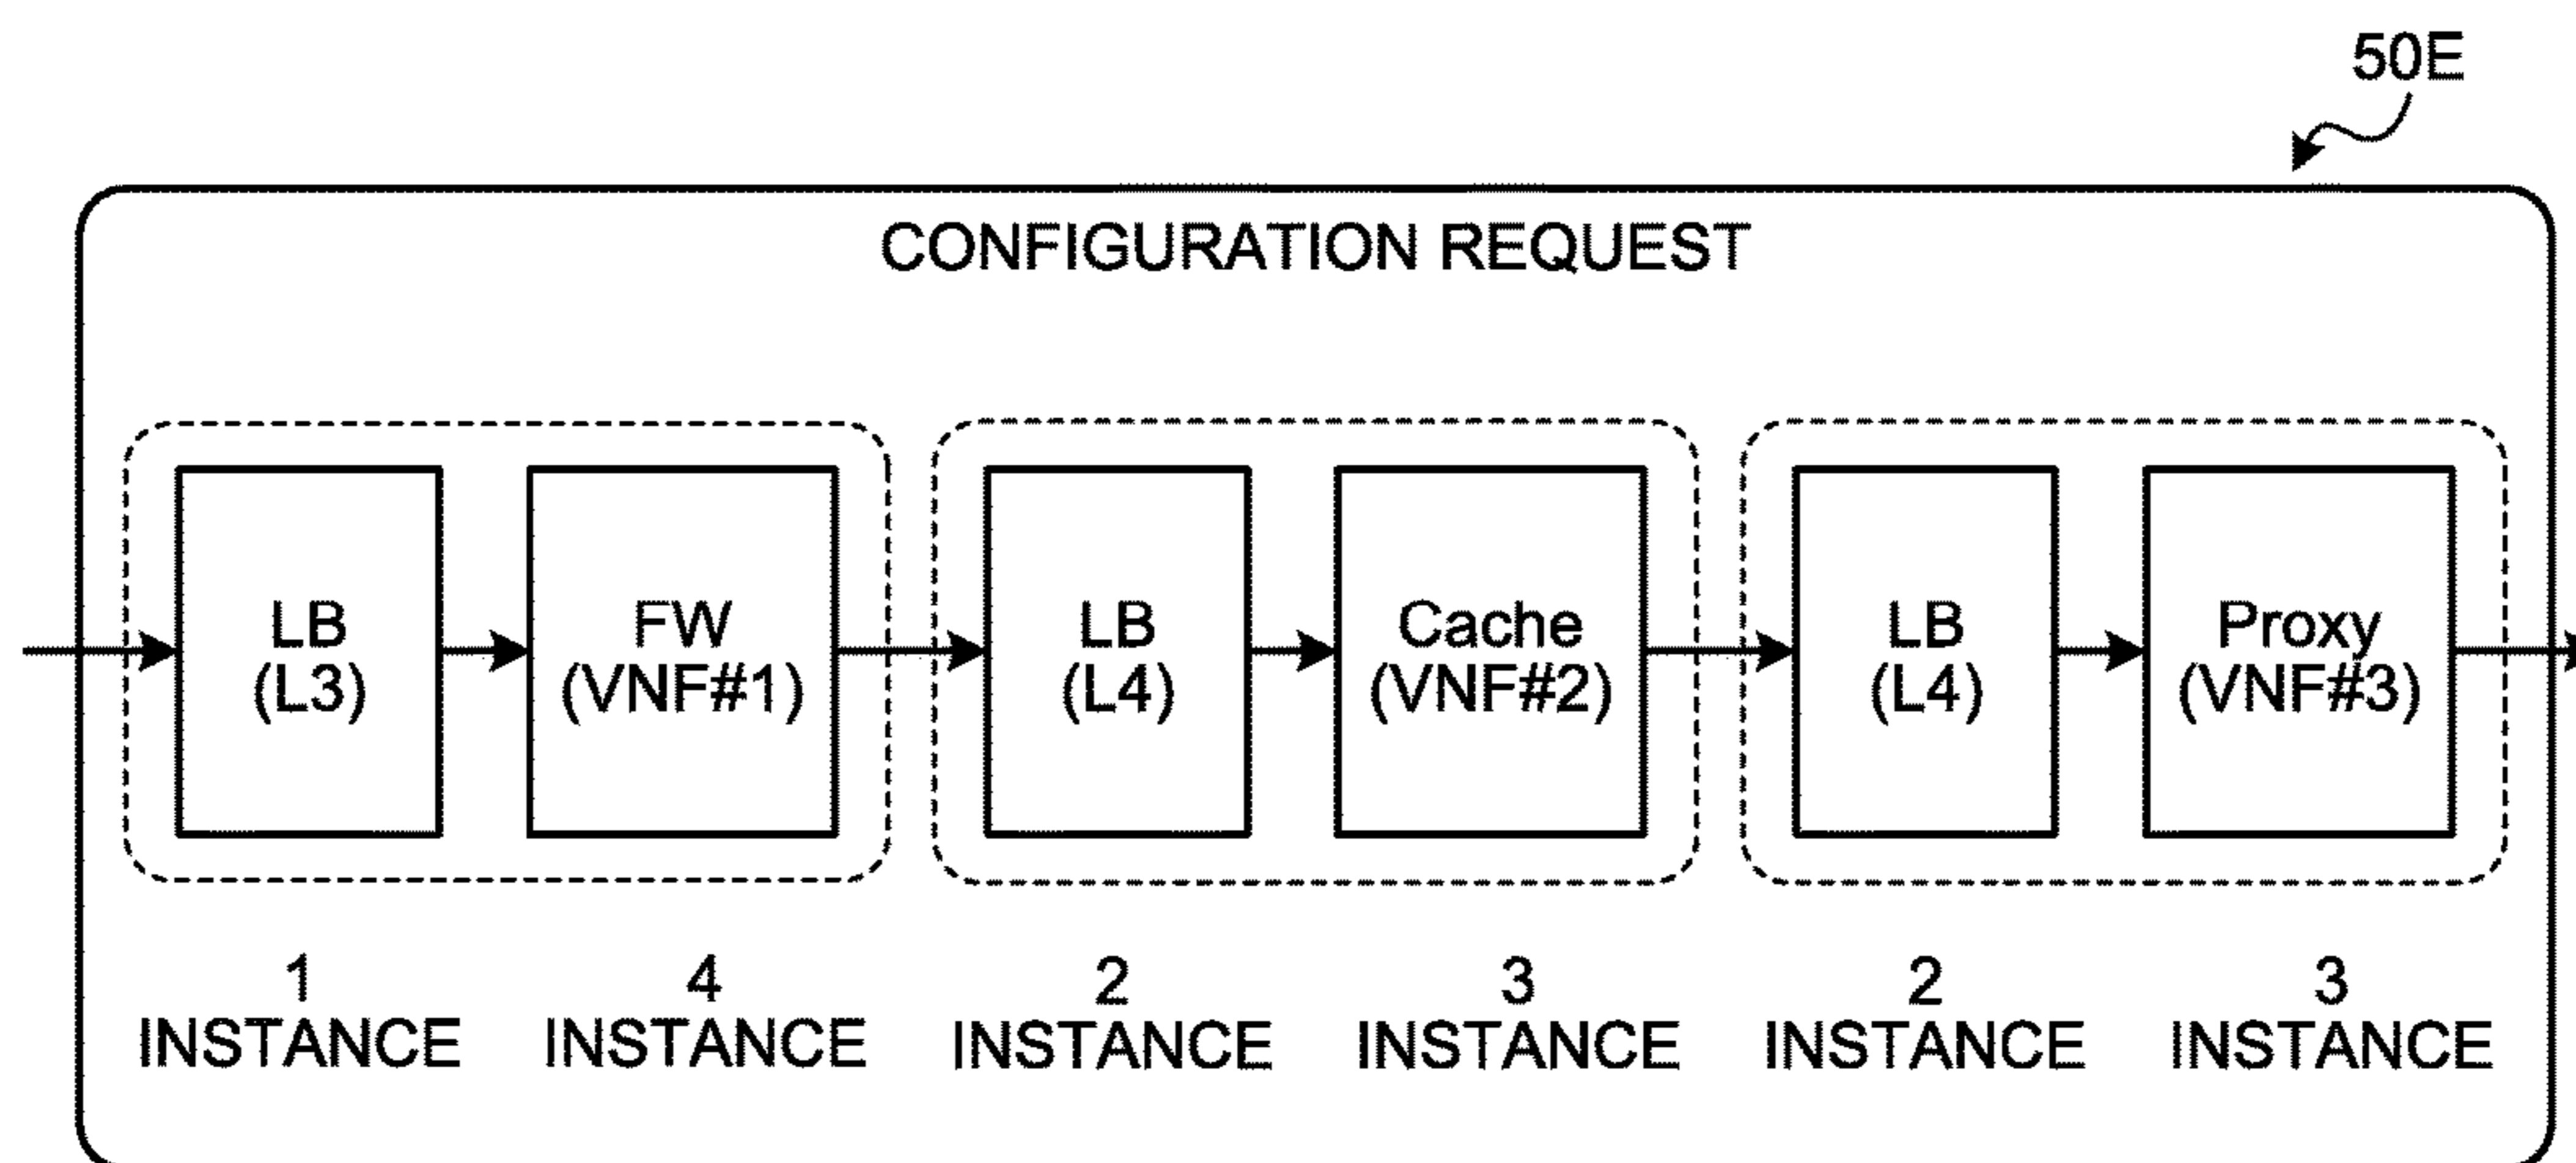 50E
CONFIGURATION REQUEST
LB
(L3)
FW
(VNF#1)
LB
(L4)
Cache
(VNF#2)
LB
(L4)
Proxy
(VNF#3)
1
INSTANCE
4
INSTANCE
2
INSTANCE
3
INSTANCE
2
INSTANCE
3
INSTANCE